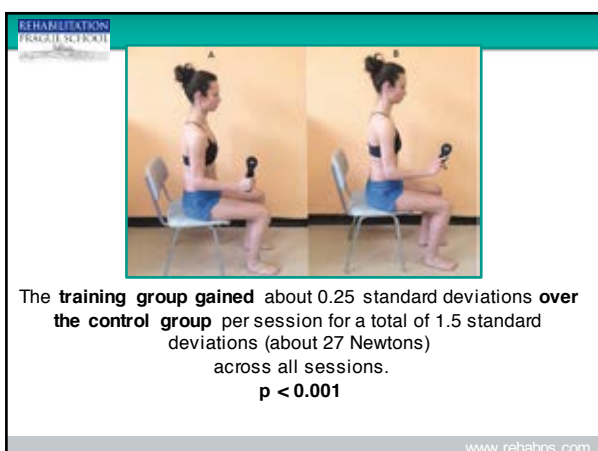 REHABILITATION
PRAGUE SCHOOL
A B
The training group gained about 0.25 standard deviations over
the control group per session for a total of 1.5 standard
deviations (about 27 Newtons)
across all sessions.
p < 0.001
www.rehabps.com